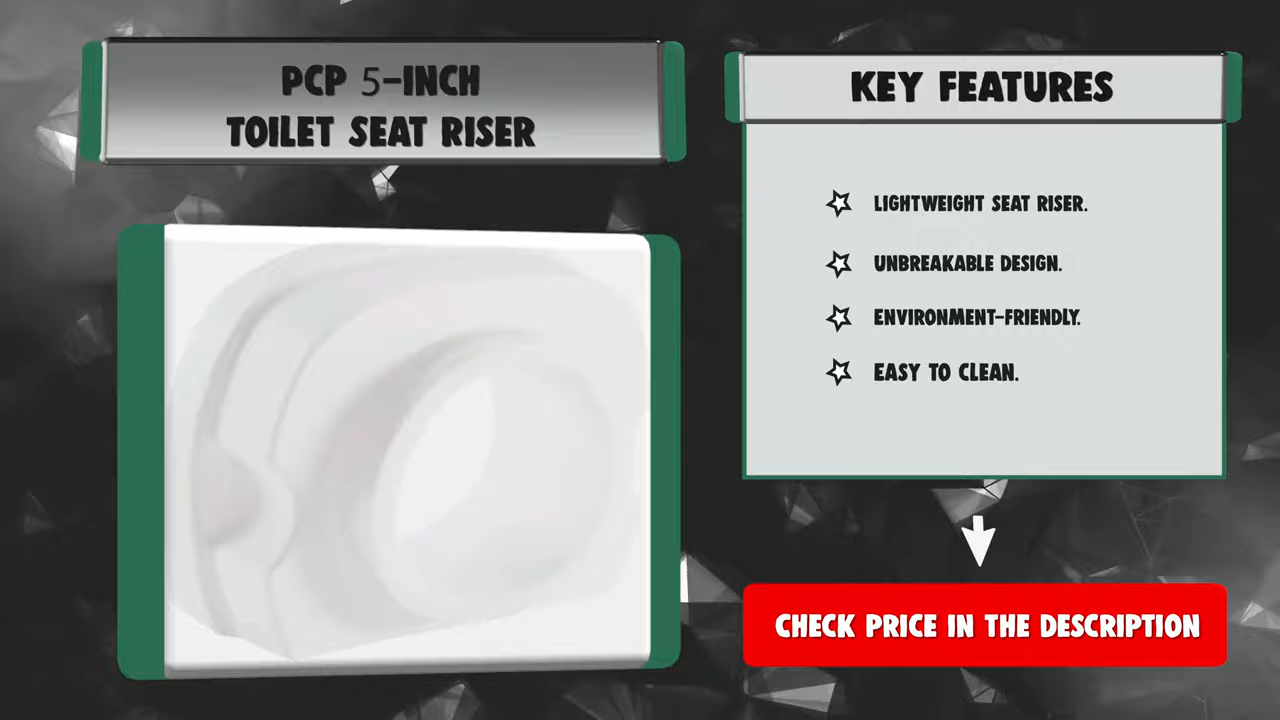 PCP 5-INCH
TOILET SEAT RISER
KEY FEATURES
LIGHTWEIGHT SEAT RISER.
UNBREAKABLE DESIGN.
ENVIRONMENT-FRIENDLY.
EASY TO CLEAN.
CHECK PRICE IN THE DESCRIPTION